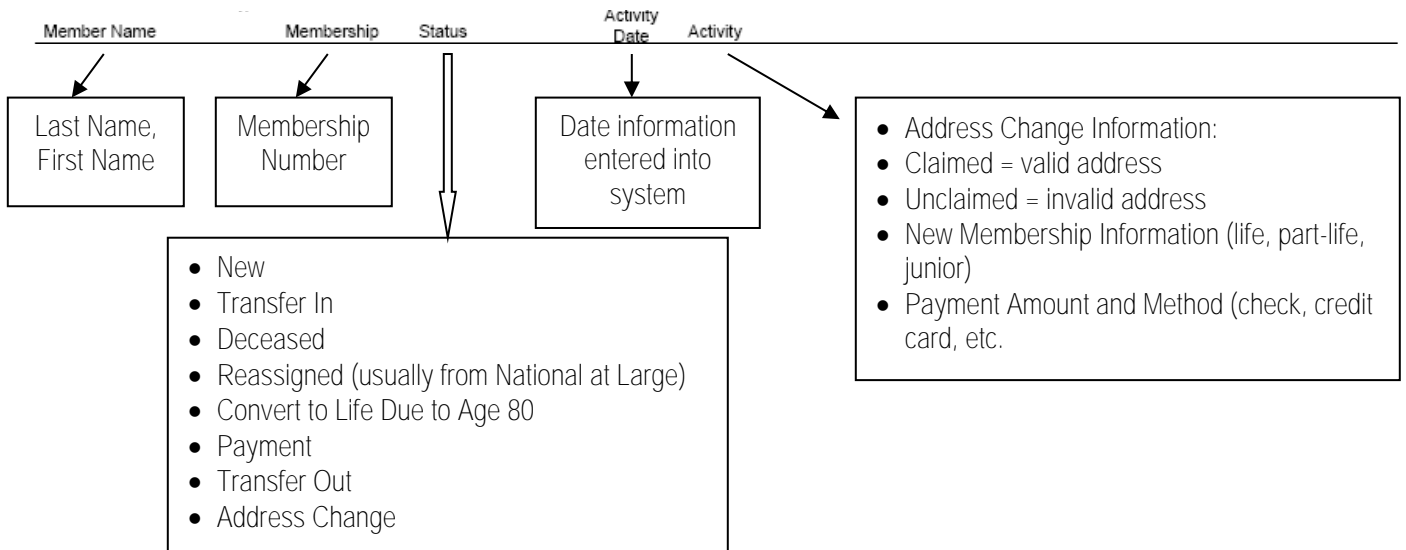 Member Name Membership Status Activity Date Activity
Last Name,
First Name
Membership
Number
Date information
entered into
system
• Address Change Information:
• Claimed = valid address
• Unclaimed = invalid address
• New Membership Information (life, part-life,
junior)
• Payment Amount and Method (check, credit
card, etc.
• New
• Transfer In
• Deceased
• Reassigned (usually from National at Large)
• Convert to Life Due to Age 80
• Payment
• Transfer Out
• Address Change